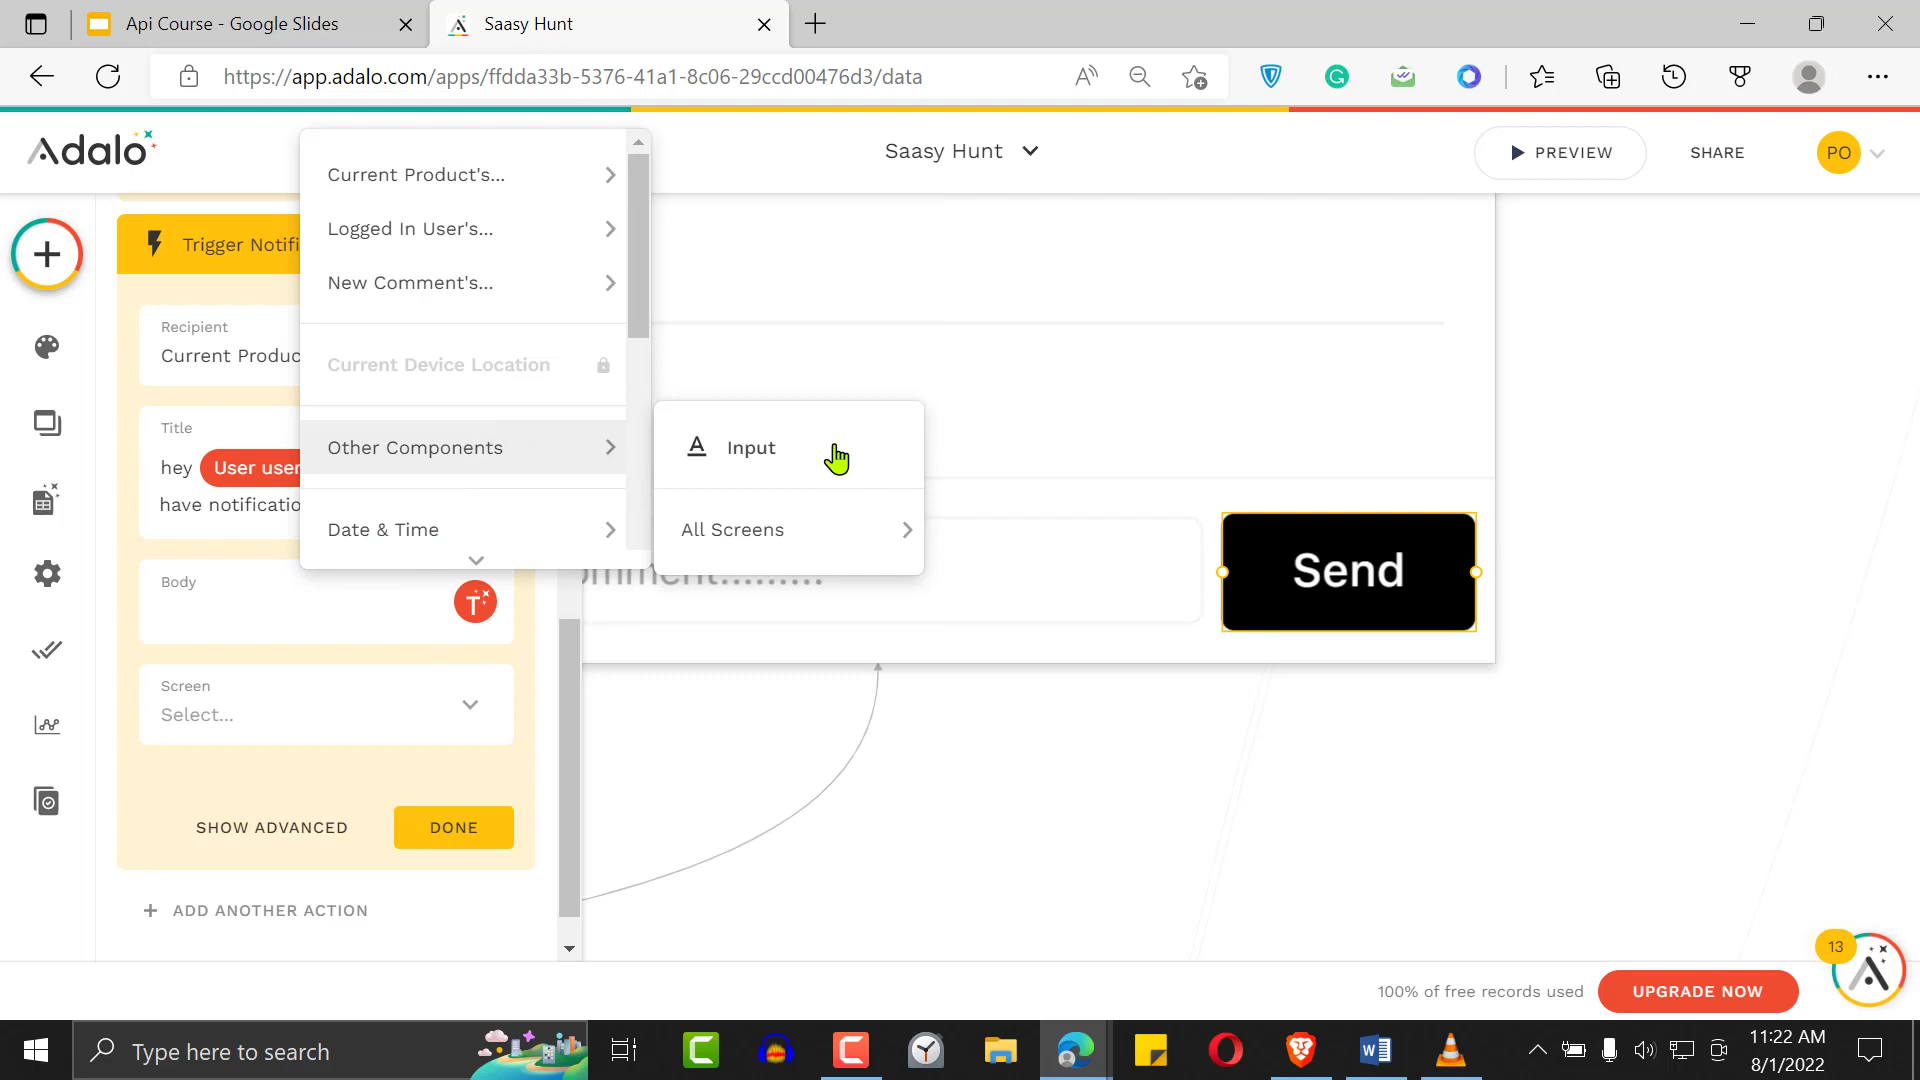 Api Course - Google Slides
Saasy Hunt
https://app.adalo.com/apps/ffdda33b-5376-41a1-8c06-29ccd00476d3/data
Adalo
Saasy Hunt
PREVIEW
SHARE
PO
Current Product's...
Logged In User's...
New Comment's...
Current Device Location
Other Components
Date & Time
Input
All Screens
Trigger Notifi
Recipient
Current Produc
Title
hey User user
have notificatio
Body
Screen
Select...
SHOW ADVANCED
DONE
ADD ANOTHER ACTION
Send
13
100% of free records used
UPGRADE NOW
Type here to search
11:22 AM
8/1/2022